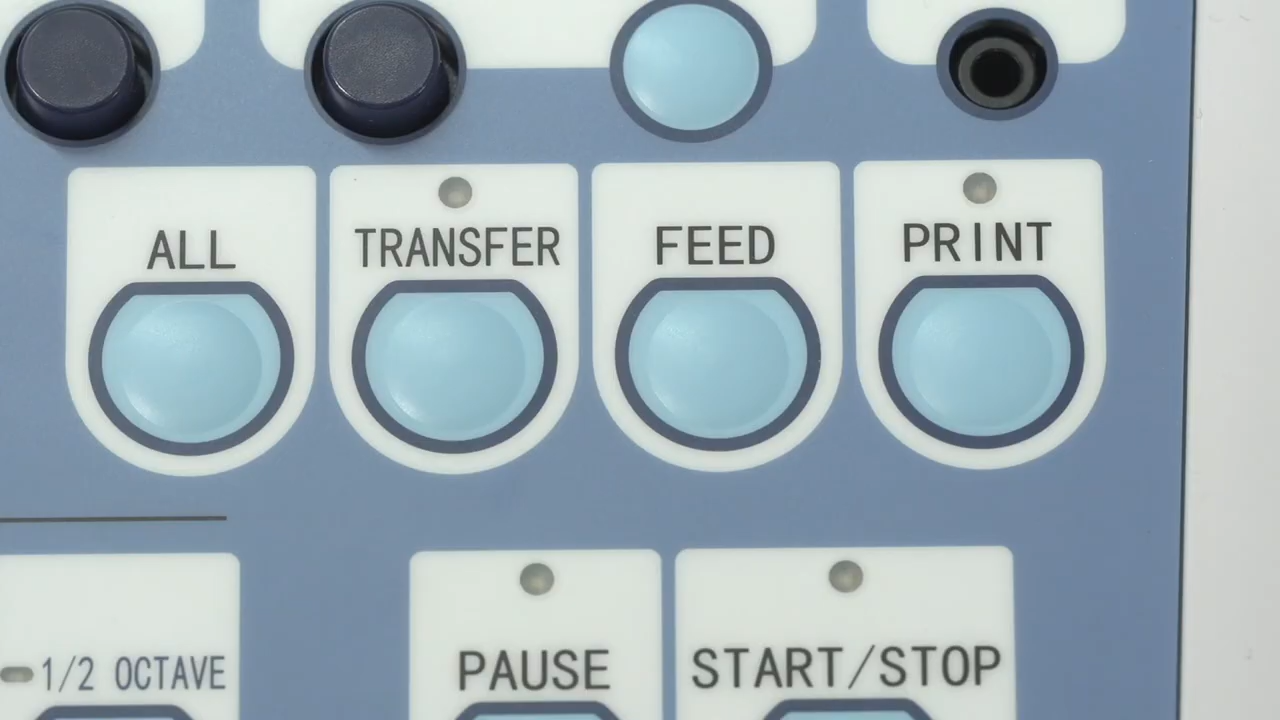 ALL
TRANSFER
FEED
PRINT
1/2 OCTAVE
PAUSE
START/STOP